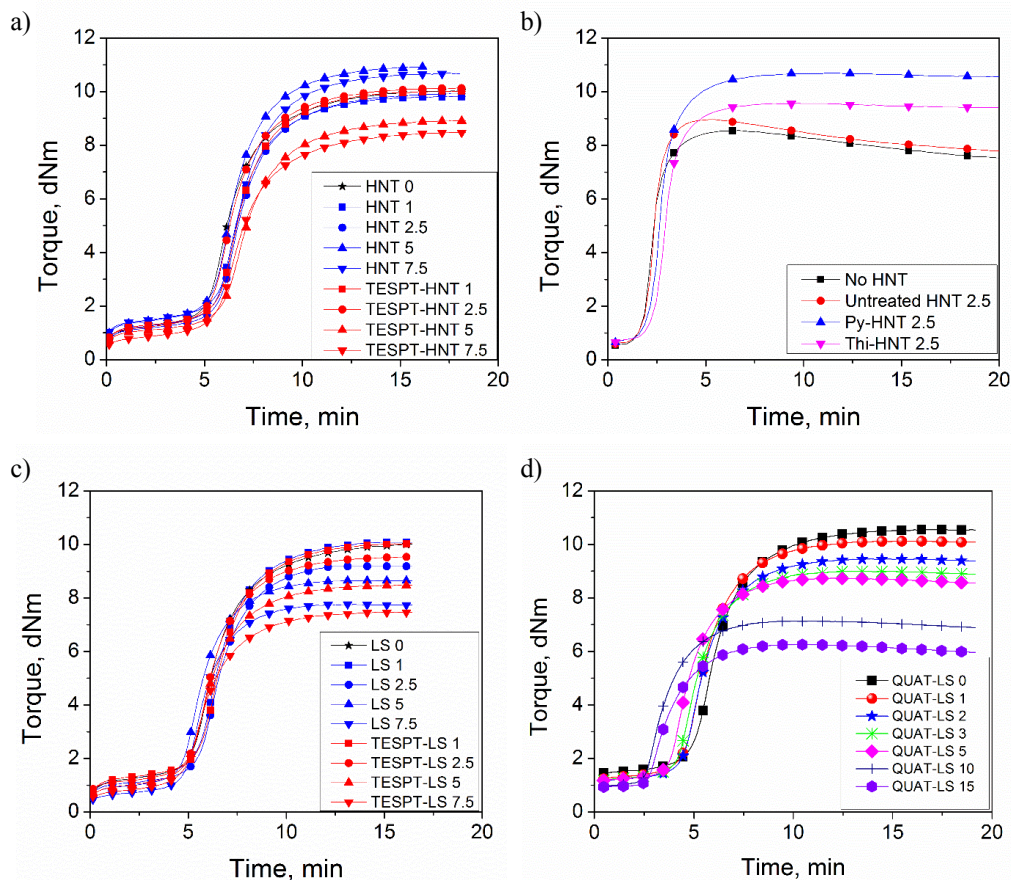 a)
12
10
8
6
4
2
0
Torque, dNm
HNT 0
HNT 1
HNT 2.5
HNT 5
HNT 7.5
TESPT-HNT 1
TESPT-HNT 2.5
TESPT-HNT 5
TESPT-HNT 7.5
0 5 10 15 20
Time, min
b)
12
10
8
6
4
2
0
Torque, dNm
No HNT
Untreated HNT 2.5
Py-HNT 2.5
Thi-HNT 2.5
0.0 2.5 5 10 15 20
Time, min
c)
12
10
8
6
4
2
0
Torque, dNm
LS 0
LS 1
LS 2.5
LS 5
LS 7.5
TESPT-LS 1
TESPT-LS 2.5
TESPT-LS 5
TESPT-LS 7.5
0 5 10 15 20
Time, min
d)
12
10
8
6
4
2
0
Torque, dNm
QUAT-LS 0
QUAT-LS 1
QUAT-LS 2
QUAT-LS 3
QUAT-LS 5
QUAT-LS 10
QUAT-LS 15
0 5 10 15 20
Time, min